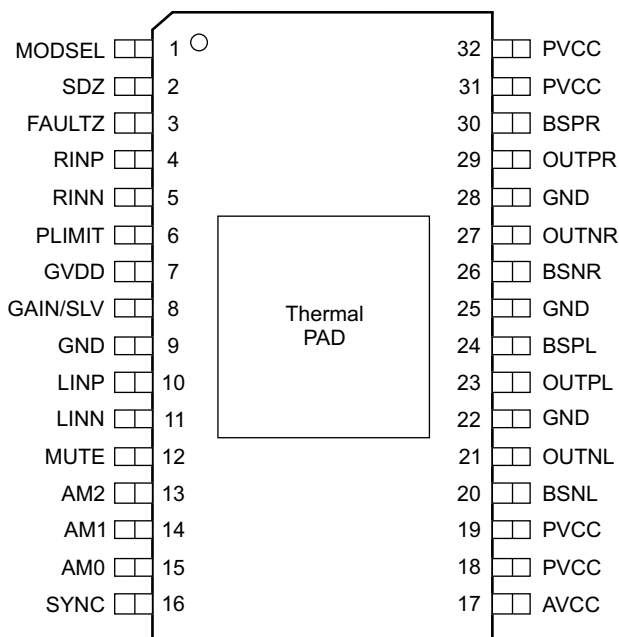 MODSEL 1 32 PVCC
SDZ 2 31 PVCC
FAULTZ 3 30 BSPR
RINP 4 29 OUTPR
RINN 5 28 GND
PLIMIT 6 27 OUTNR
GVDD 7 26 BSNR
GAIN/SLV 8 25 GND
Thermal
PAD
GND 9 24 BSPL
LINP 10 23 OUTPL
LINN 11 22 GND
MUTE 12 21 OUTNL
AM2 13 20 BSNL
AM1 14 19 PVCC
AM0 15 18 PVCC
SYNC 16 17 AVCC